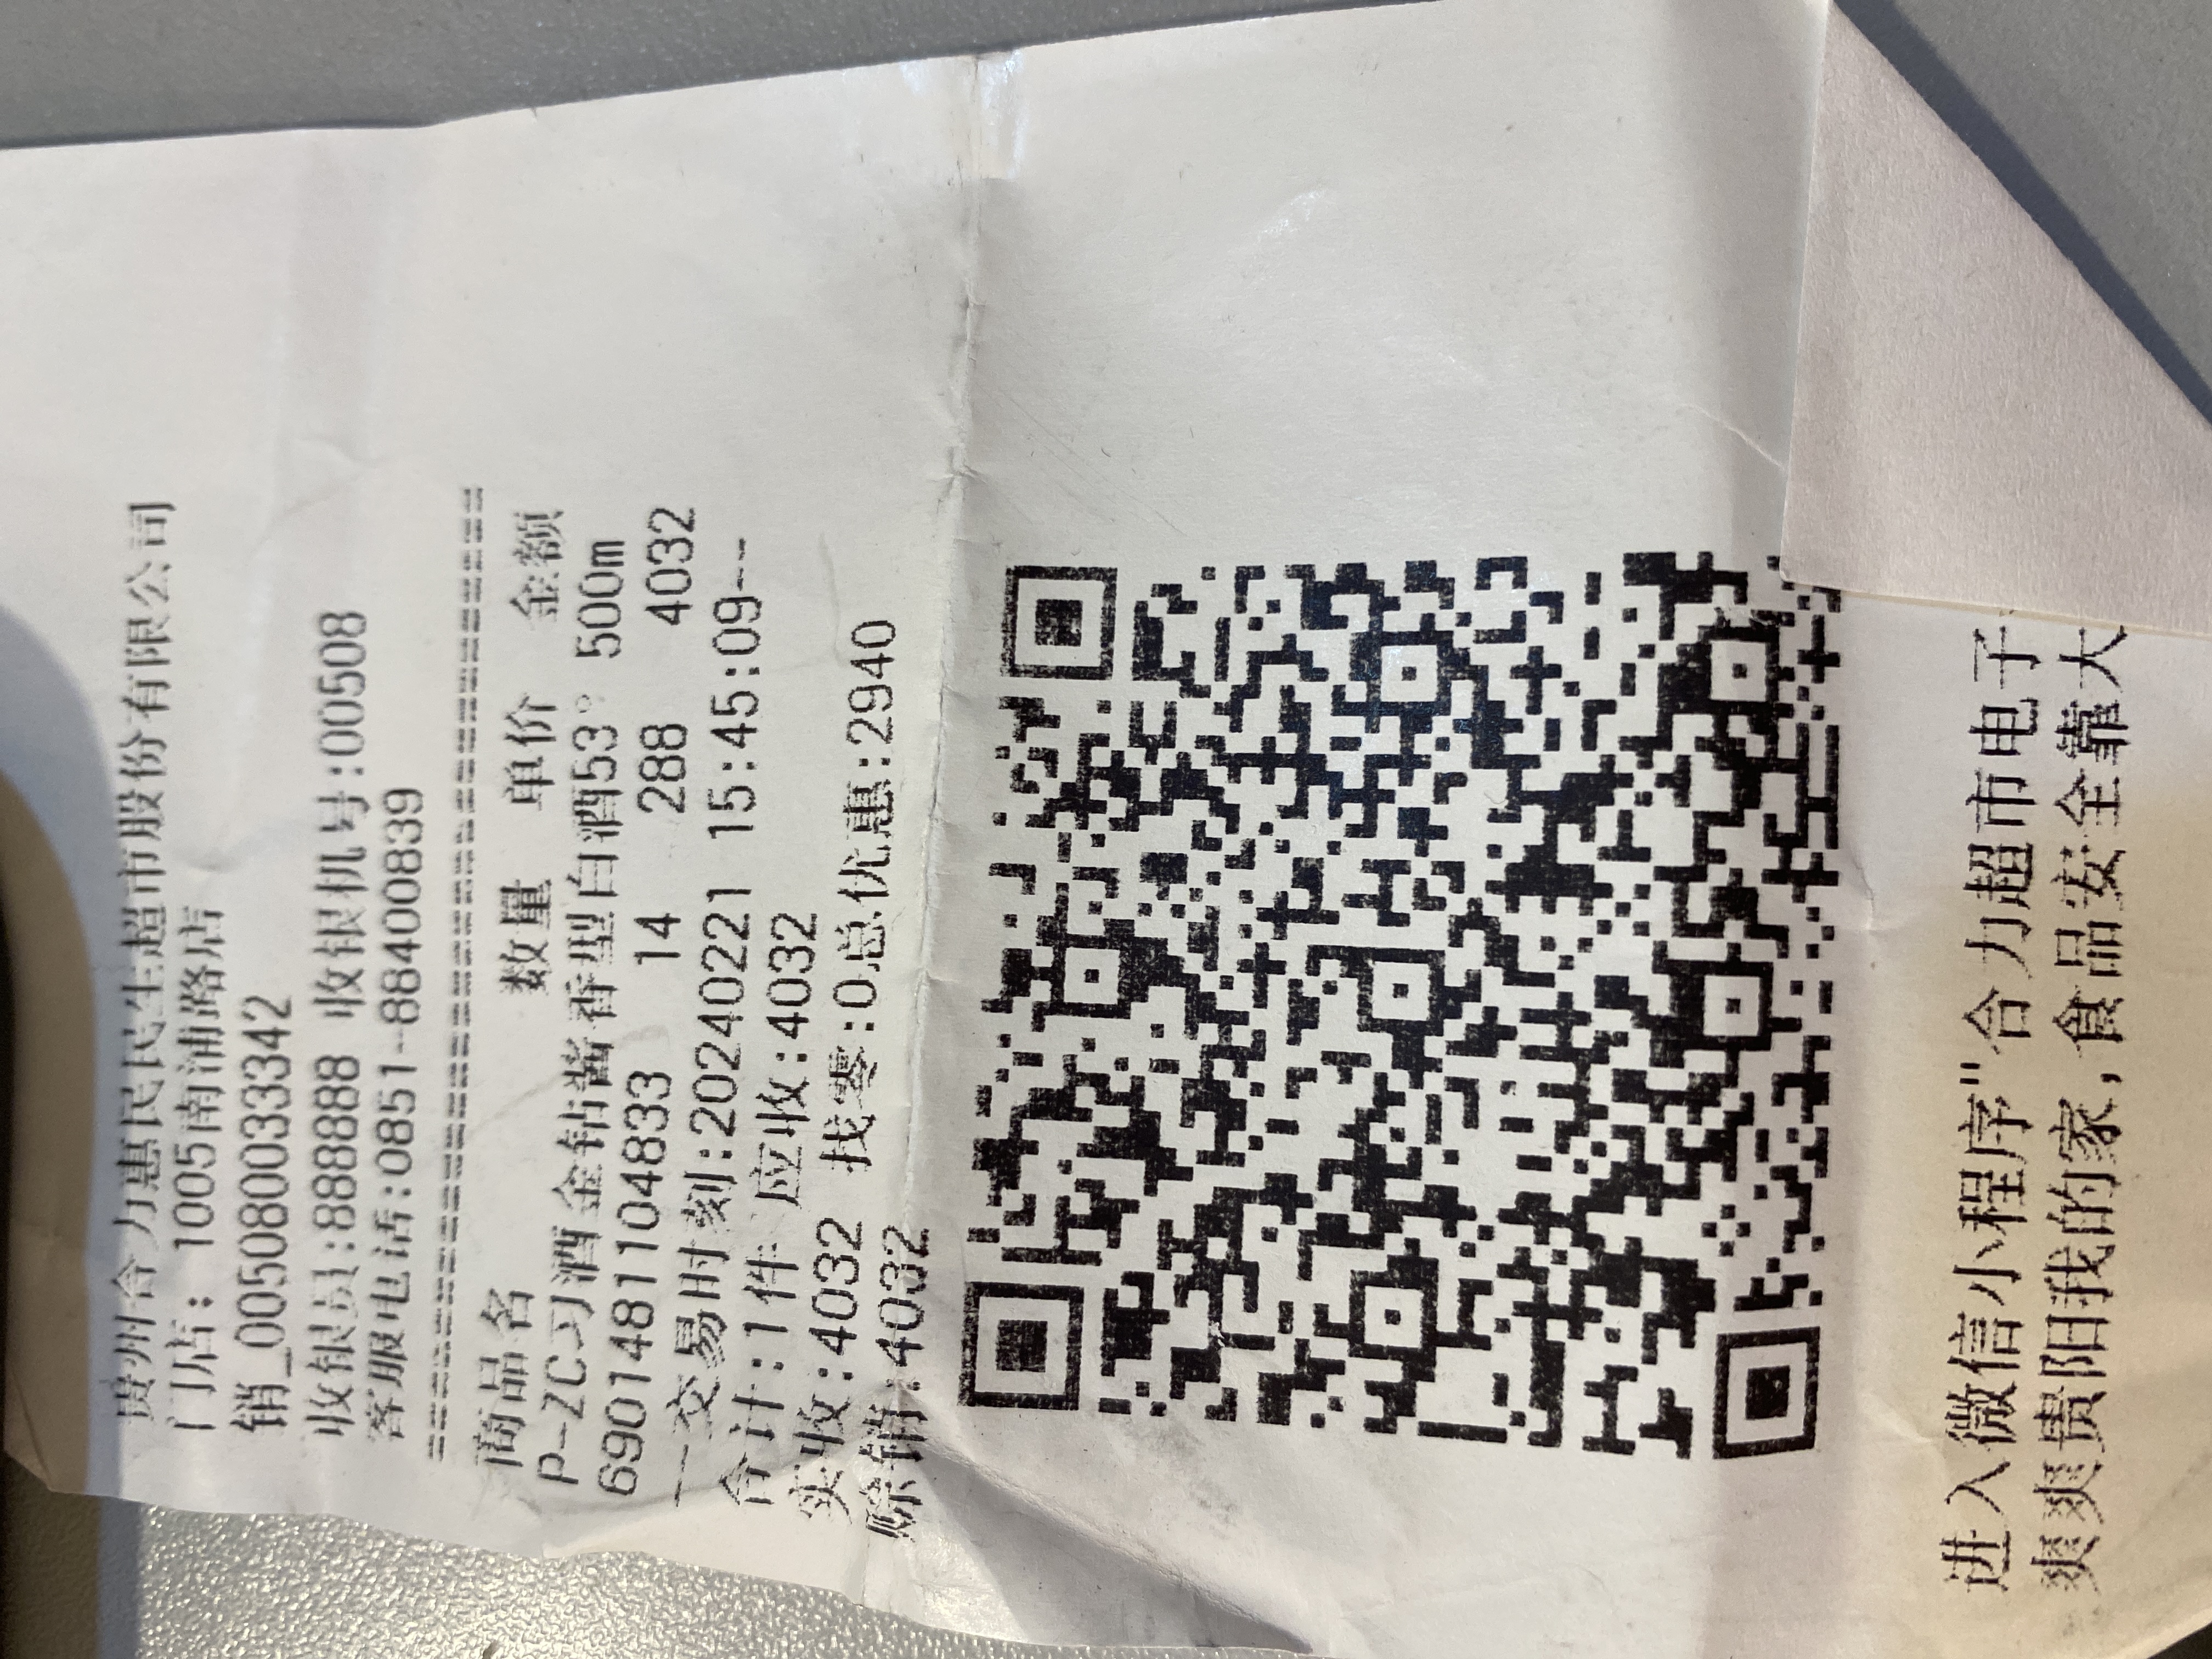 贵州合力惠民民生超市股份有限公司
门店: 1005南浦路店
销_00508003342
收银员:888888 收银机号:00508
客服电话:0851-88400839
================================
商品名 数量 单价 金额
P-ZC习酒金钻酱香型白酒53° 500m
6901481104833 14 288 4032
--交易时刻:20240221 15:45:09--
合计:1件 应收:4032
实收:4032 找零:0总优惠:2940
赊销:4032
进入微信小程序"合力超市电子
爽爽贵阳我的家,食品安全靠大